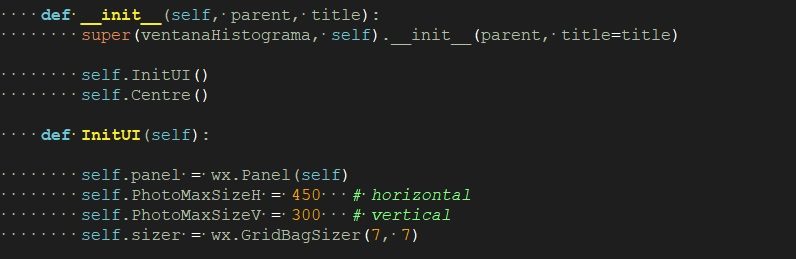 def __init__(self, parent, title):
super(ventanaHistograma, self).__init__(parent, title=title)
self.InitUI()
self.Centre()
def InitUI(self):
self.panel = wx.Panel(self)
self.PhotoMaxSizeH = 450   # horizontal
self.PhotoMaxSizeV = 300   # vertical
self.sizer = wx.GridBagSizer(7, 7)